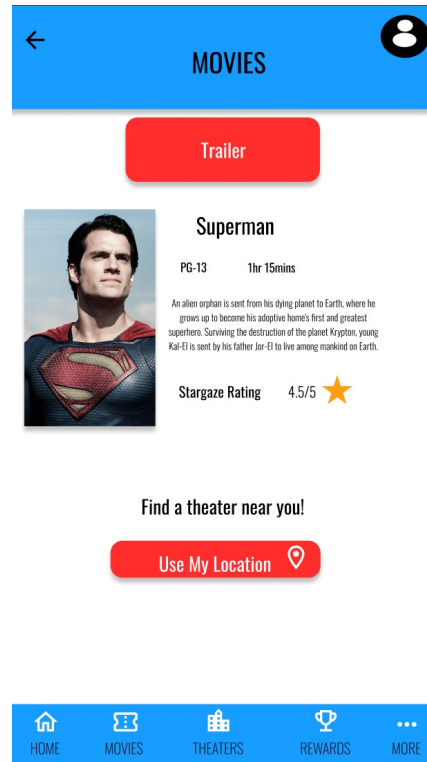 MOVIES
Trailer
Superman
PG-13 1hr 15mins
An alien orphan is sent from his dying planet to Earth, where he
grows up to become his adoptive home's first and greatest
superhero. Surviving the destruction of the planet Krypton, young
Kal-El is sent by his father Jor-El to live among mankind on Earth.
Stargaze Rating 4.5/5
Find a theater near you!
Use My Location
HOME MOVIES THEATERS REWARDS MORE